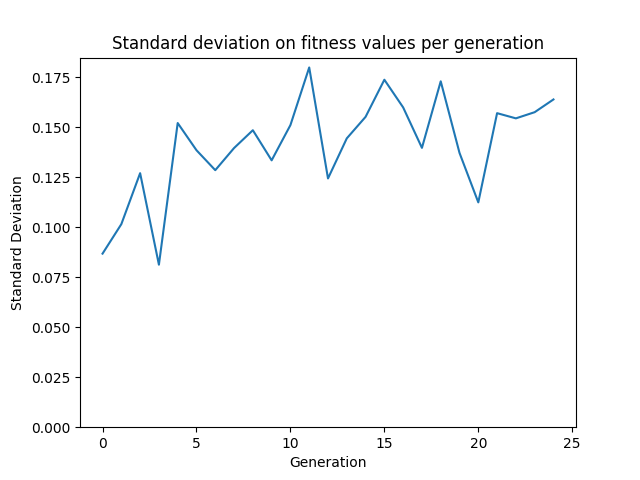 Standard deviation on fitness values per generation
0.175
0.150
0.125
0.100
0.075
0.050
0.025
0.000
Standard Deviation
0 5 10 15 20 25
Generation